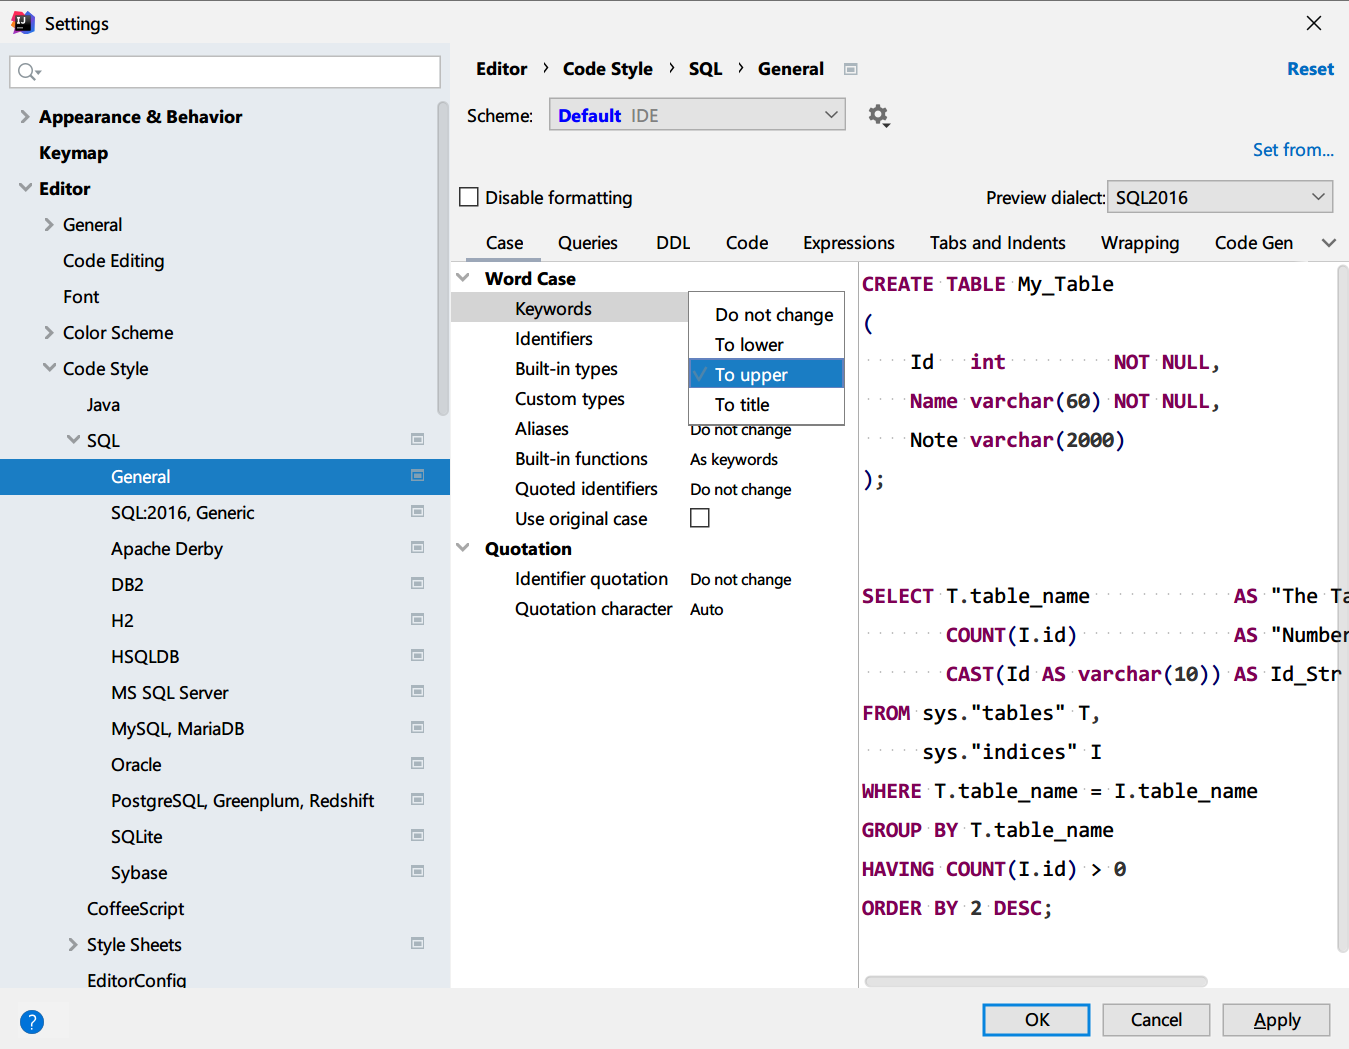 Settings
Appearance & Behavior
Keymap
Editor
General
Code Editing
Font
Color Scheme
Code Style
Java
SQL
General
SQL:2016, Generic
Apache Derby
DB2
H2
HSQLDB
MS SQL Server
MySQL, MariaDB
Oracle
PostgreSQL, Greenplum, Redshift
SQLite
Sybase
CoffeeScript
Style Sheets
EditorConfig
Editor › Code Style › SQL › General
Reset
Scheme: Default IDE
Set from...
Disable formatting
Preview dialect: SQL2016
Case Queries DDL Code Expressions Tabs and Indents Wrapping Code Gen
Word Case
Keywords
Identifiers
Built-in types
Custom types
Aliases Do not change
Built-in functions As keywords
Quoted identifiers Do not change
Use original case
Quotation
Identifier quotation Do not change
Quotation character Auto
Do not change
To lower
To upper
To title
CREATE TABLE My_Table
(
Id int NOT NULL,
Name varchar(60) NOT NULL,
Note varchar(2000)
);
SELECT T.table_name AS "The Ta
COUNT(I.id) AS "Number
CAST(Id AS varchar(10)) AS Id_Str
FROM sys."tables" T,
sys."indices" I
WHERE T.table_name = I.table_name
GROUP BY T.table_name
HAVING COUNT(I.id) > 0
ORDER BY 2 DESC;
?
OK Cancel Apply